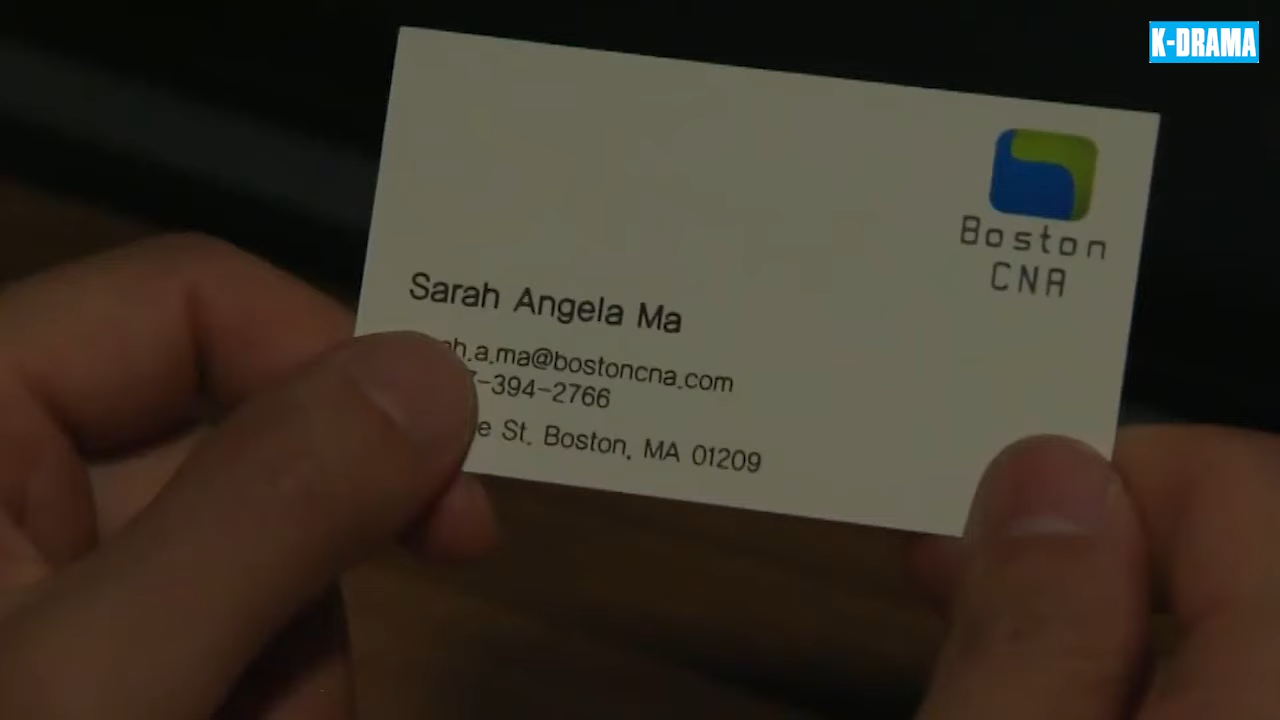 K-DRAMA
Boston
CNA
Sarah Angela Ma
h.a.ma@bostoncna.com
-394-2766
e St. Boston, MA 01209